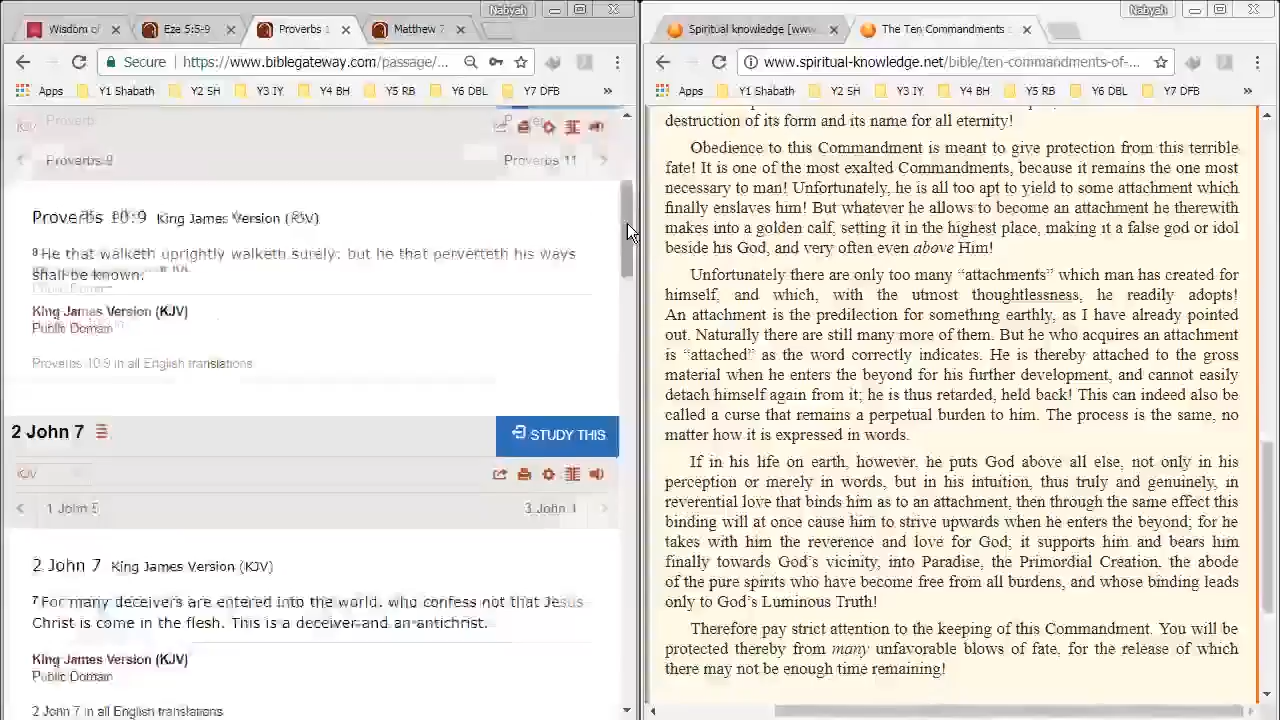 Nabyah
Wisdom of
Eze 5:5-9
Proverbs 1
Matthew 7
Secure
https://www.biblegateway.com/passage/...
Apps
Y1 Shabath
Y2 SH
Y3 IY
Y4 BH
Y5 RB
Y6 DBL
Y7 DFB
»
KJV
Proverbs 9
Proverbs 11
Proverbs 10:9 King James Version (KJV)
9 He that walketh uprightly walketh surely: but he that perverteth his ways
shall be known.
King James Version (KJV)
Public Domain
Proverbs 10:9 in all English translations
2 John 7
STUDY THIS
KJV
1 John 5
3 John 1
2 John 7 King James Version (KJV)
7 For many deceivers are entered into the world, who confess not that Jesus
Christ is come in the flesh. This is a deceiver and an antichrist.
King James Version (KJV)
Public Domain
2 John 7 in all English translations
Nabyah
Spiritual knowledge [www.
The Ten Commandments :
www.spiritual-knowledge.net/bible/ten-commandments-of-...
Apps
Y1 Shabath
Y2 SH
Y3 IY
Y4 BH
Y5 RB
Y6 DBL
Y7 DFB
»
destruction of its form and its name for all eternity!
Obedience to this Commandment is meant to give protection from this terrible
fate! It is one of the most exalted Commandments, because it remains the one most
necessary to man! Unfortunately, he is all too apt to yield to some attachment which
finally enslaves him! But whatever he allows to become an attachment he therewith
makes into a golden calf, setting it in the highest place, making it a false god or idol
beside his God, and very often even above Him!
Unfortunately there are only too many “attachments” which man has created for
himself, and which, with the utmost thoughtlessness, he readily adopts!
An attachment is the predilection for something earthly, as I have already pointed
out. Naturally there are still many more of them. But he who acquires an attachment
is “attached” as the word correctly indicates. He is thereby attached to the gross
material when he enters the beyond for his further development, and cannot easily
detach himself again from it; he is thus retarded, held back! This can indeed also be
called a curse that remains a perpetual burden to him. The process is the same, no
matter how it is expressed in words.
If in his life on earth, however, he puts God above all else, not only in his
perception or merely in words, but in his intuition, thus truly and genuinely, in
reverential love that binds him as to an attachment, then through the same effect this
binding will at once cause him to strive upwards when he enters the beyond; for he
takes with him the reverence and love for God; it supports him and bears him
finally towards God's vicinity, into Paradise, the Primordial Creation, the abode
of the pure spirits who have become free from all burdens, and whose binding leads
only to God's Luminous Truth!
Therefore pay strict attention to the keeping of this Commandment. You will be
protected thereby from many unfavorable blows of fate, for the release of which
there may not be enough time remaining!